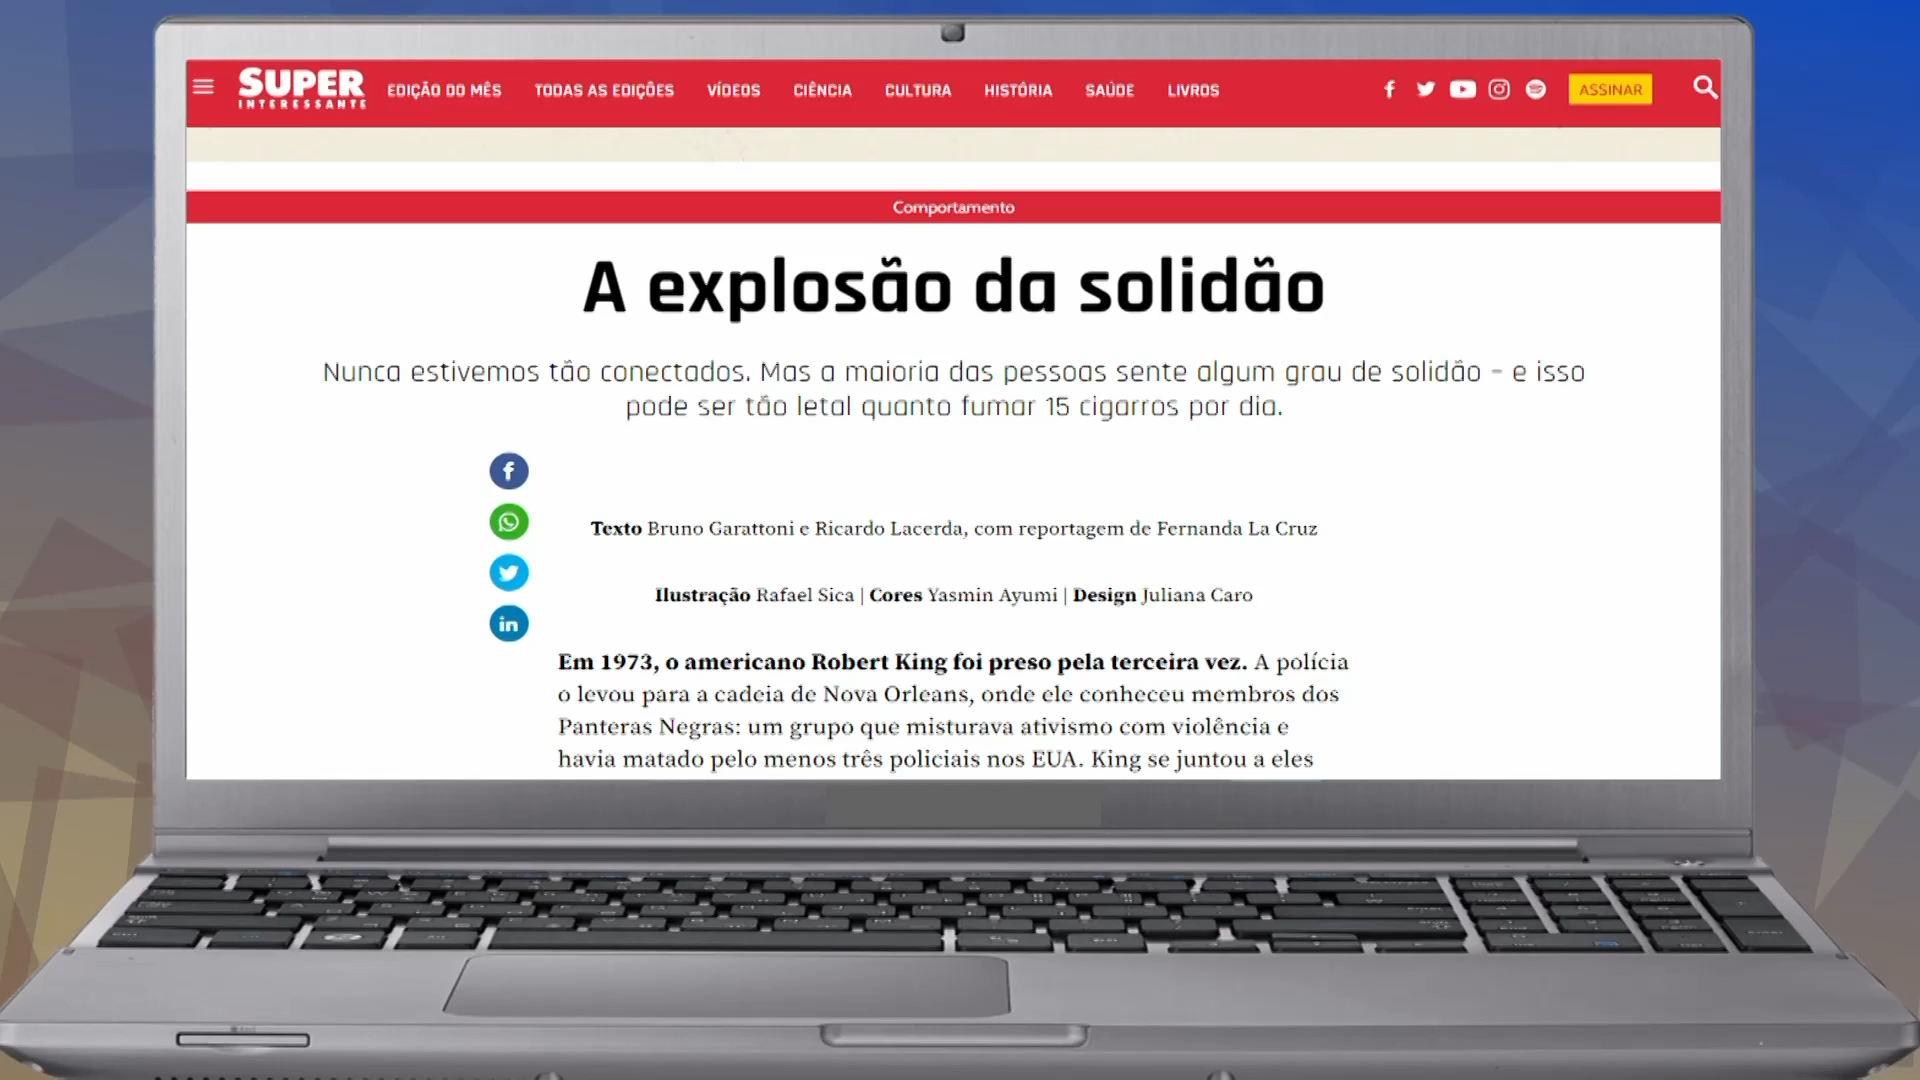 SUPER
INTERESSANTE
EDIÇÃO DO MÊS TODAS AS EDIÇÕES VÍDEOS CIÊNCIA CULTURA HISTÓRIA SAÚDE LIVROS
ASSINAR
Comportamento
A explosão da solidão
Nunca estivemos tão conectados. Mas a maioria das pessoas sente algum grau de solidão – e isso
pode ser tão letal quanto fumar 15 cigarros por dia.
Texto Bruno Garattoni e Ricardo Lacerda, com reportagem de Fernanda La Cruz
Ilustração Rafael Sica | Cores Yasmin Ayumi | Design Juliana Caro
Em 1973, o americano Robert King foi preso pela terceira vez. A polícia
o levou para a cadeia de Nova Orleans, onde ele conheceu membros dos
Panteras Negras: um grupo que misturava ativismo com violência e
havia matado pelo menos três policiais nos EUA. King se juntou a eles